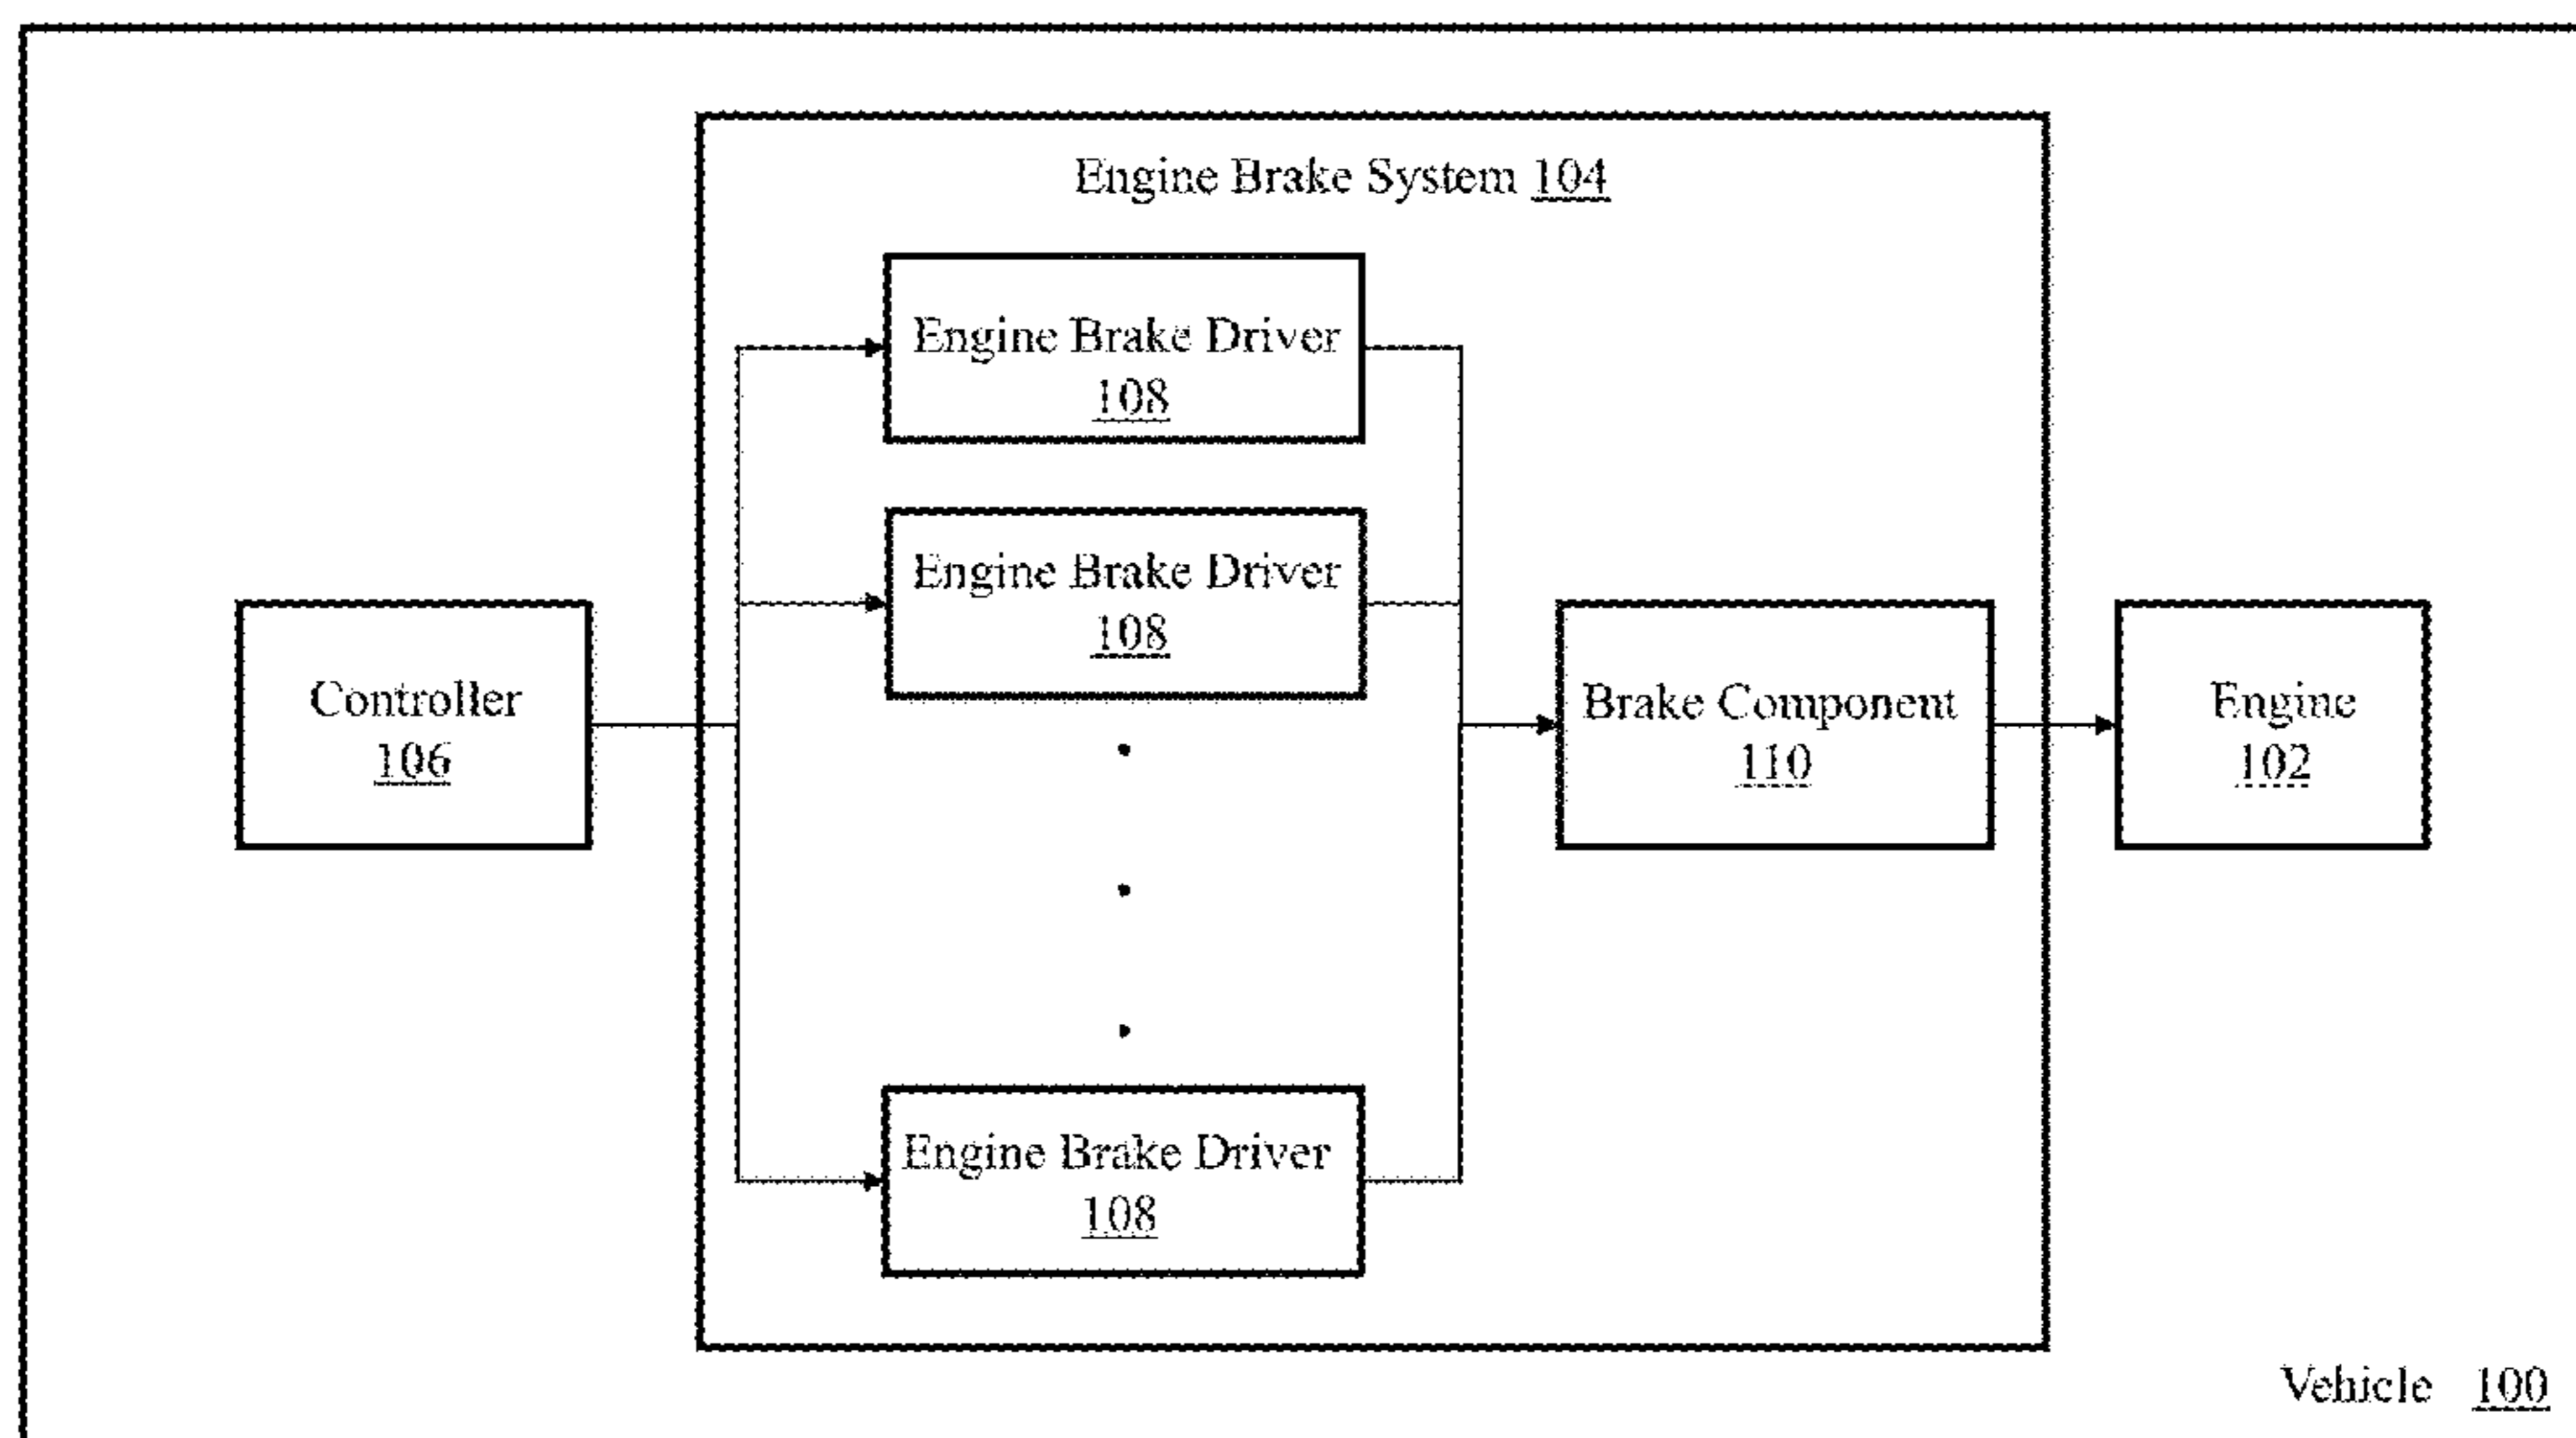 Engine Brake System 104
Engine Brake Driver
108
Engine Brake Driver
108
Controller
106
Brake Component
110
Engine
102
Engine Brake Driver
108
Vehicle 100